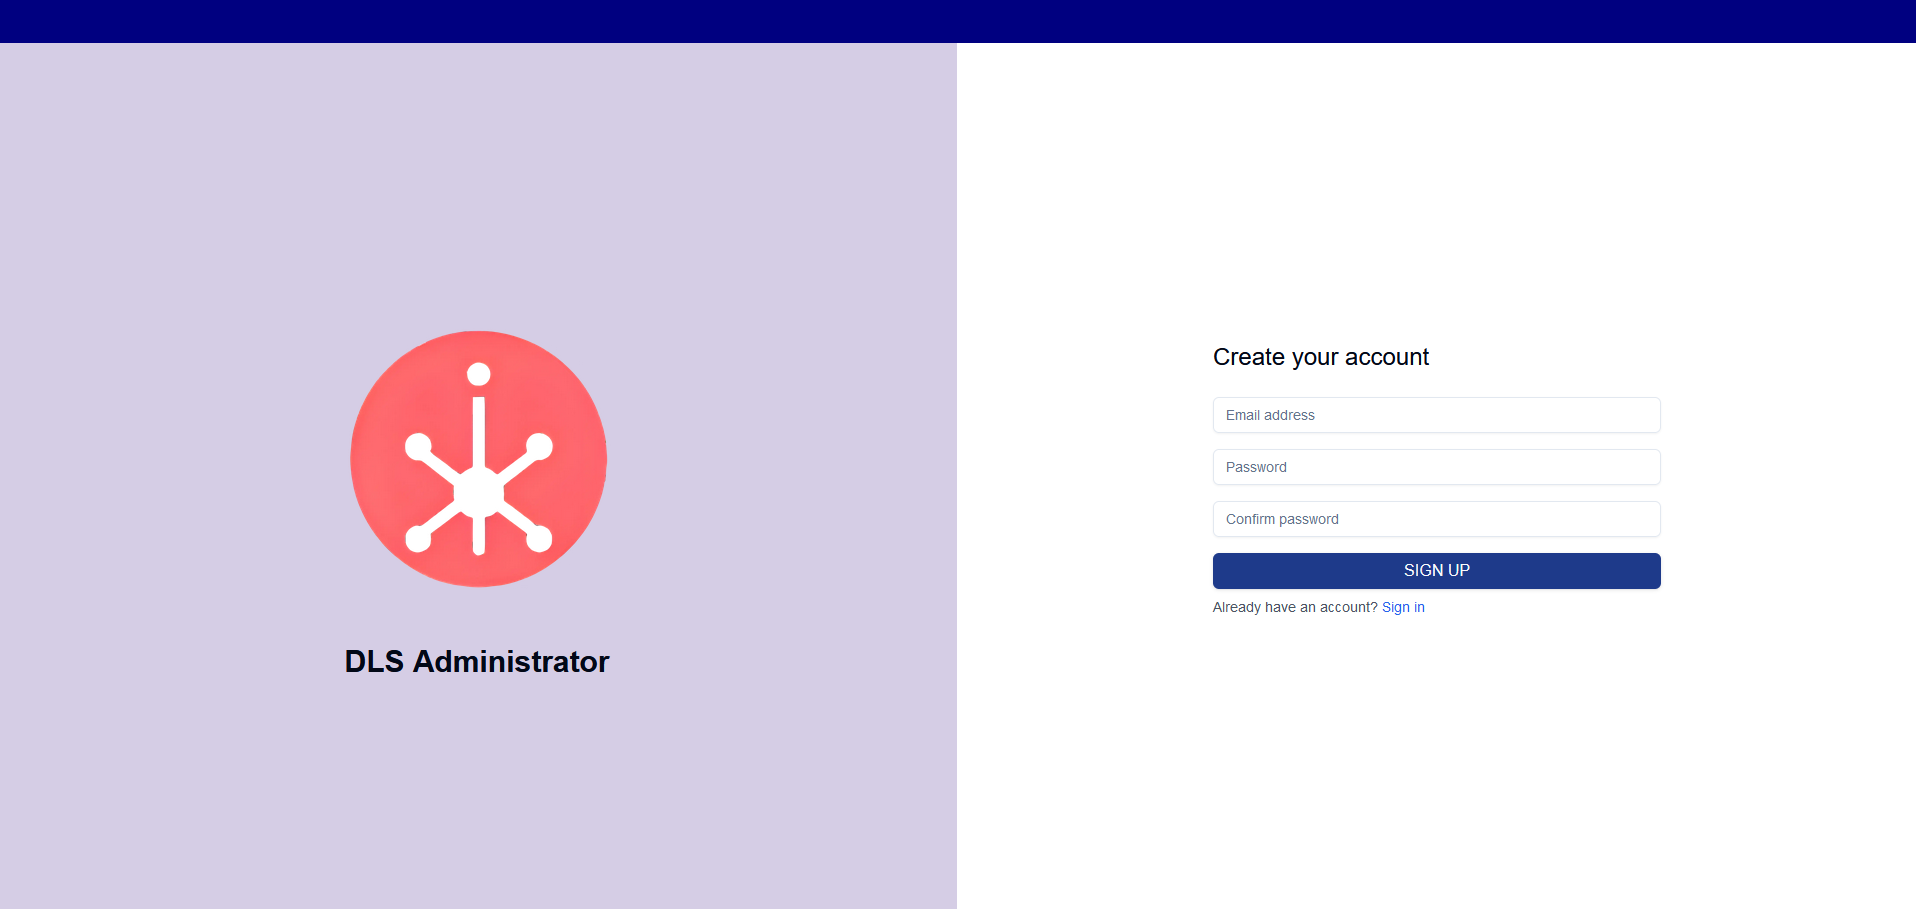 DLS Administrator
Create your account
Email address
Password
Confirm password
SIGN UP
Already have an account? Sign in